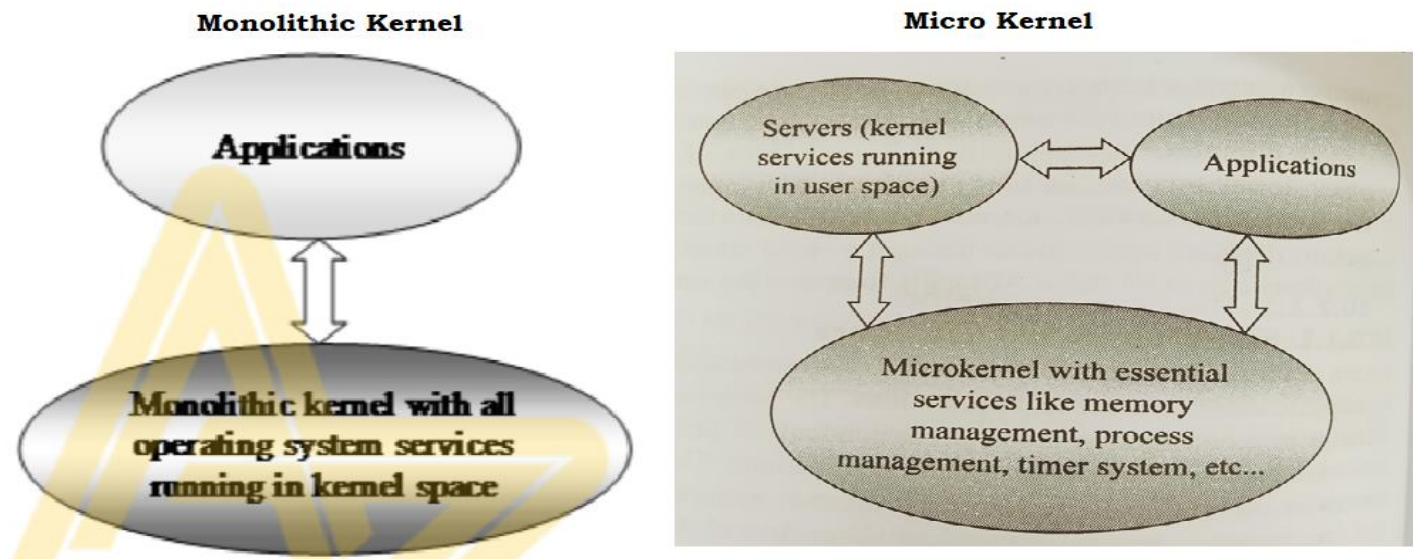 Monolithic Kernel
Applications
Monolithic kernel with all
operating system services
running in kernel space
Micro Kernel
Servers (kernel
services running
in user space)
Applications
Microkernel with essential
services like memory
management, process
management, timer system, etc...